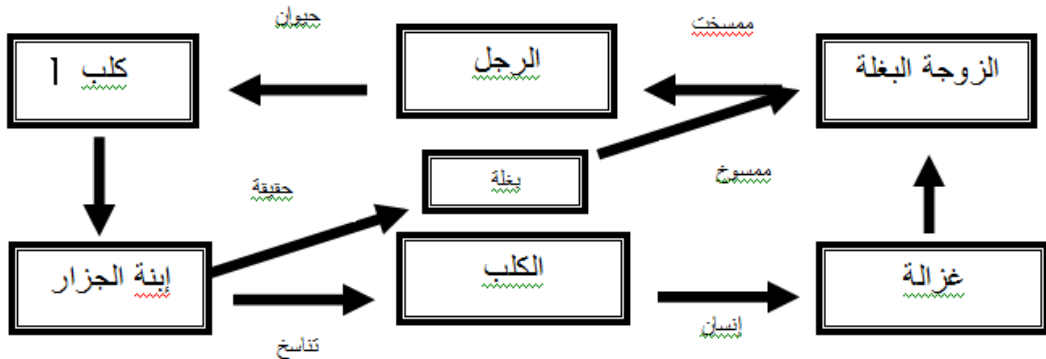 حيوان
ممسخت
الزوجة البغلة
الرجل
كلب 1
بغلة
ممسوخ
حقيقة
غزالة
الكلب
إبنة الجزار
إنسان
تناسخ